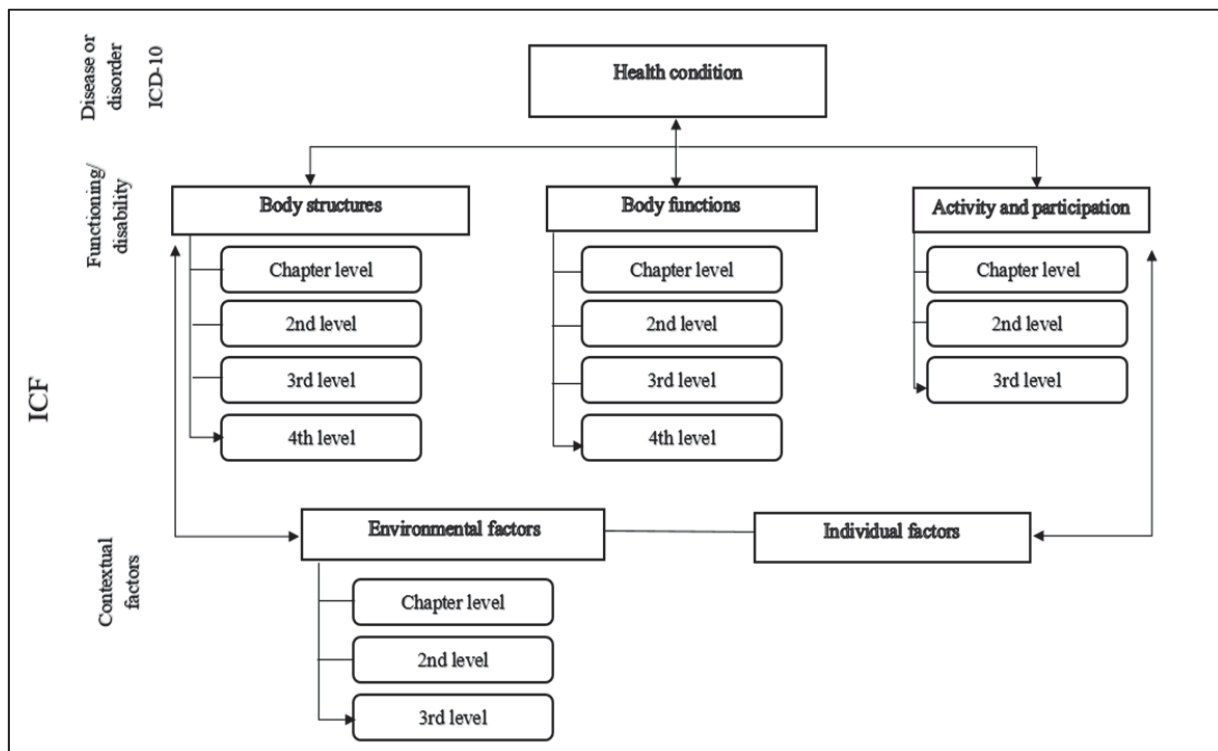 Disease or
disorder
ICD-10
Health condition
Functioning/
disability
Body structures
Body functions
Activity and participation
Chapter level
Chapter level
Chapter level
2nd level
2nd level
2nd level
3rd level
3rd level
3rd level
4th level
4th level
ICF
Contextual
factors
Environmental factors
Individual factors
Chapter level
2nd level
3rd level